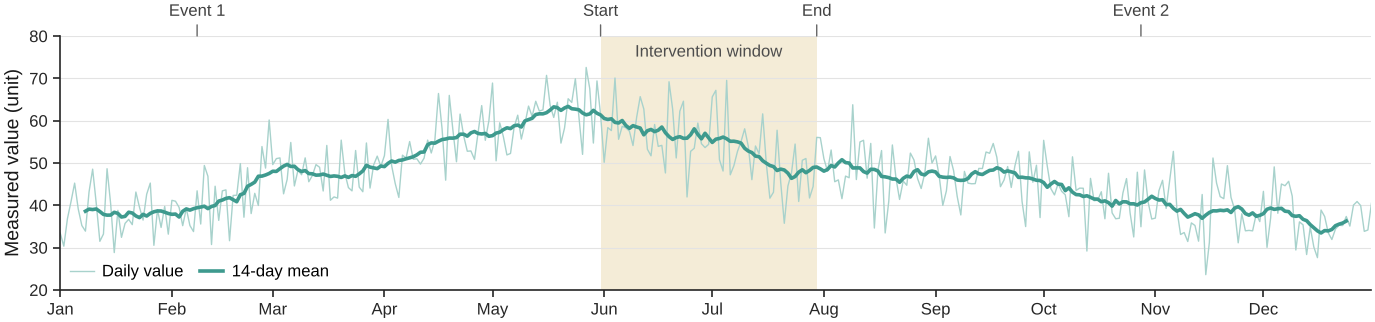 Event 1
Start
End
Event 2
Measured value (unit)
80
70
60
50
40
30
20
Intervention window
Daily value
14-day mean
Jan
Feb
Mar
Apr
May
Jun
Jul
Aug
Sep
Oct
Nov
Dec